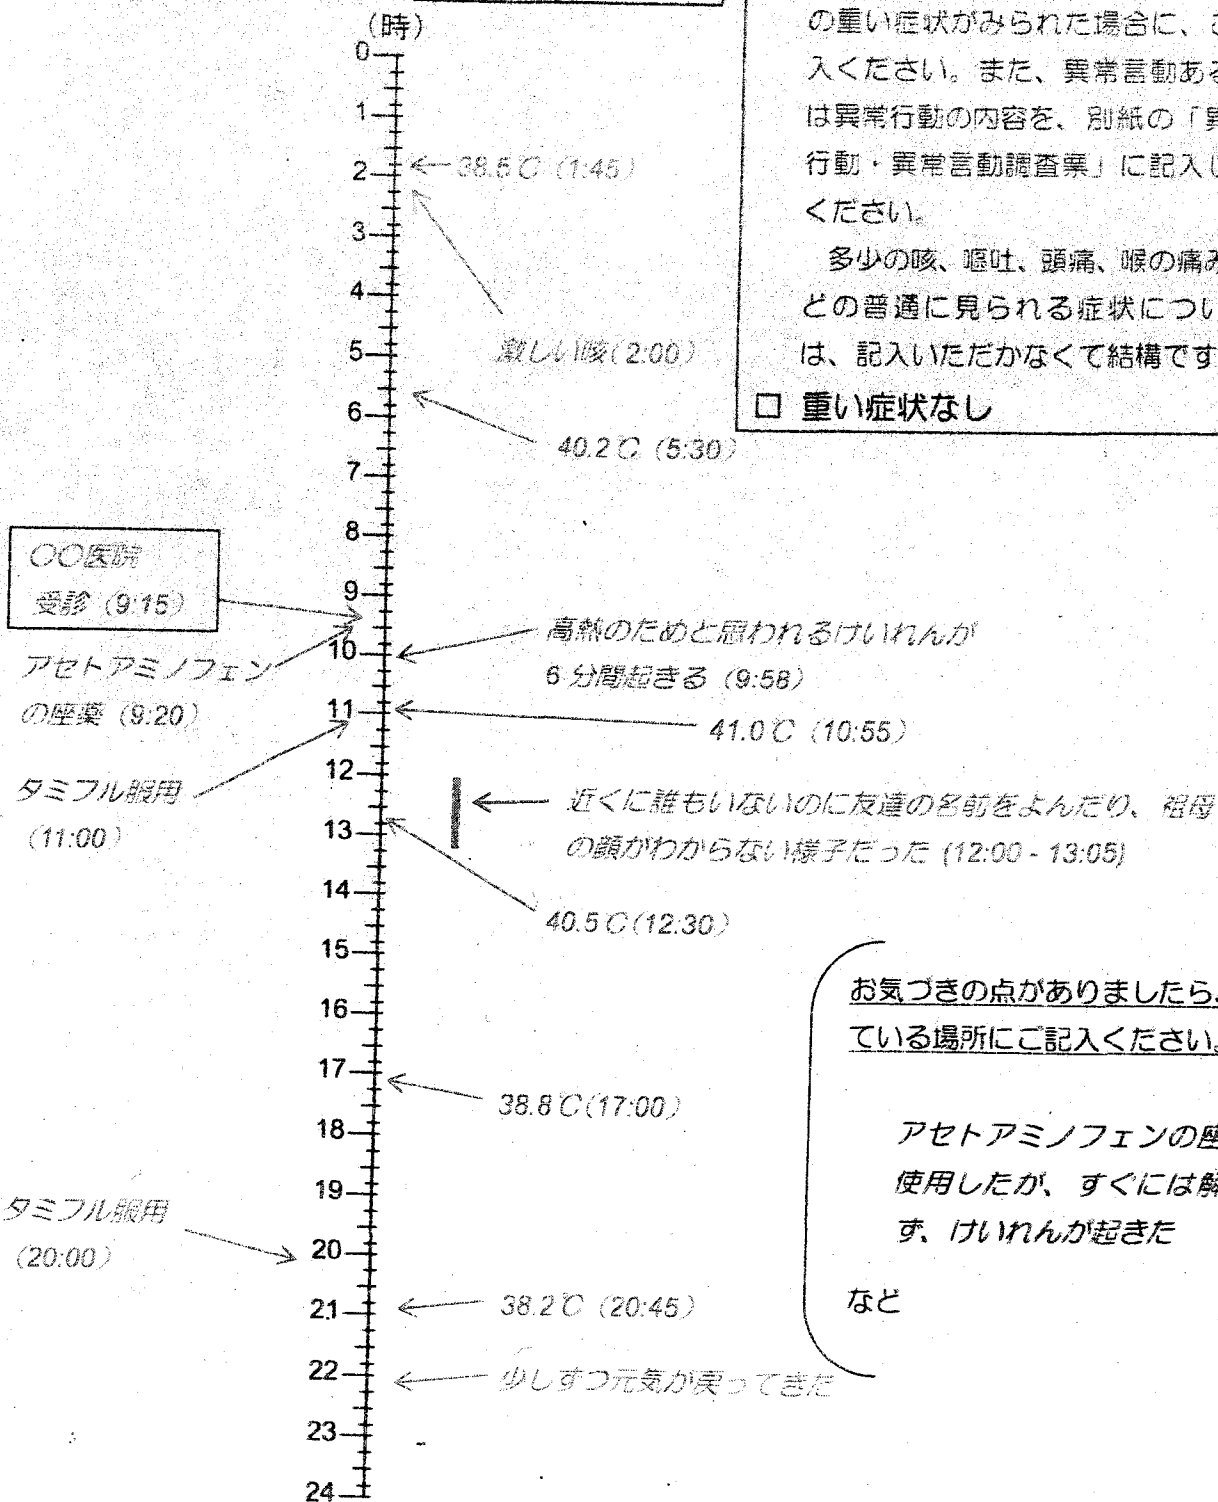 (時)
0
1
2
3
4
5
6
7
8
9
10
11
12
13
14
15
16
17
18
19
20
21
22
23
24
38.5℃ (1:45)
激しい咳(2:00)
40.2℃ (5:30)
〇〇医院
受診 (9:15)
アセトアミノフェン
の座薬 (9:20)
高熱のためと思われるけいれんが
6分間起きる (9:58)
41.0℃ (10:55)
タミフル服用
(11:00)
近くに誰もいないのに友達の名前をよんだり、祖母
の顔がわからない様子だった (12:00 - 13:05)
40.5℃(12:30)
38.8℃(17:00)
タミフル服用
(20:00)
38.2℃ (20:45)
少しずつ元気が戻ってきた
の重い症状がみられた場合に、
入ください。また、異常言動ある
は異常行動の内容を、別紙の「異
行動・異常言動調査票」に記入し
ください。
多少の咳、嘔吐、頭痛、喉の痛み
どの普通に見られる症状につい
は、記入いただかなくて結構です
□ 重い症状なし
お気づきの点がありましたら、
ている場所にご記入ください。
アセトアミノフェンの座
使用したが、すぐには解
ず、けいれんが起きた
など